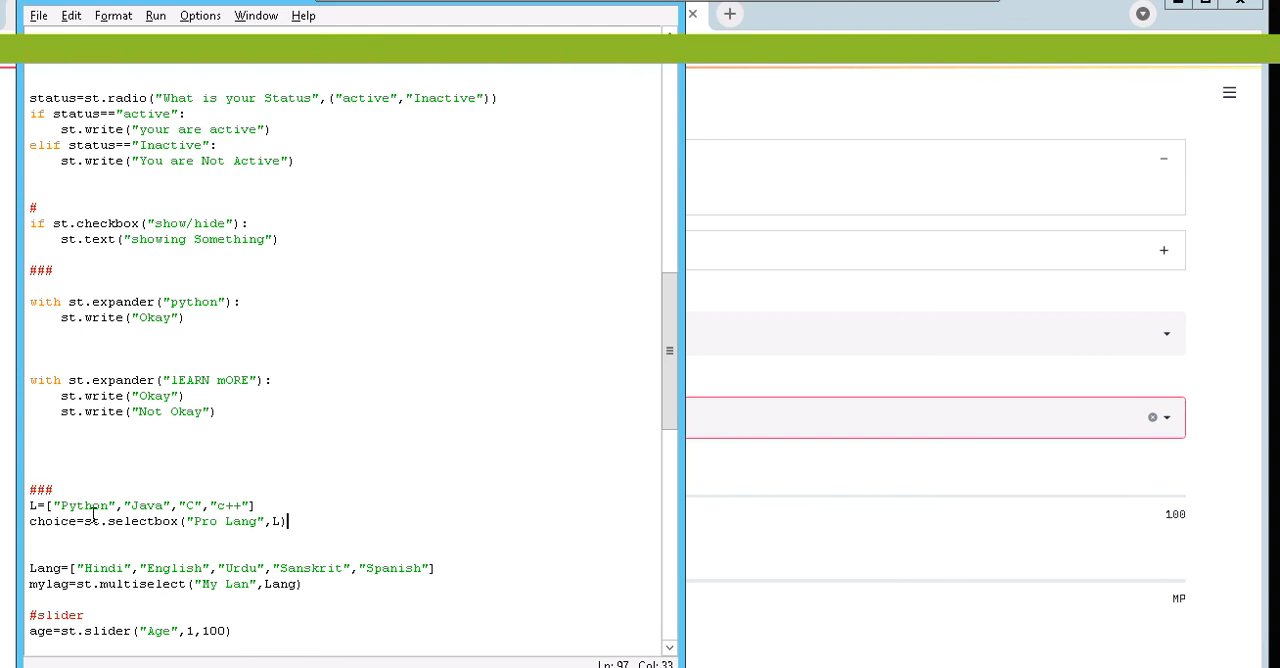 File Edit Format Run Options Window Help
status=st.radio("What is your Status",("active","Inactive"))
if status=="active":
    st.write("your are active")
elif status=="Inactive":
    st.write("You are Not Active")
#
if st.checkbox("show/hide"):
    st.text("showing Something")
###
with st.expander("python"):
    st.write("Okay")
with st.expander("lEARN mORE"):
    st.write("Okay")
    st.write("Not Okay")
###
L=["Python","Java","C","c++"]
choice=st.selectbox("Pro Lang",L)
Lang=["Hindi","English","Urdu","Sanskrit","Spanish"]
mylag=st.multiselect("My Lan",Lang)
#slider
age=st.slider("Age",1,100)
Ln: 97 Col: 33
100
MP